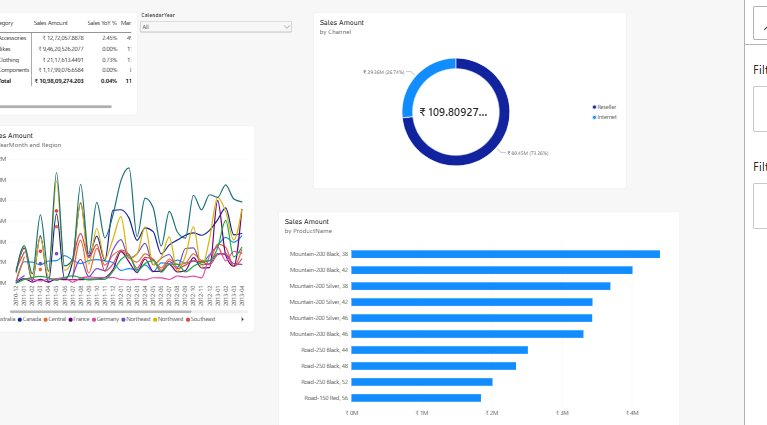 egory Sales Amount Sales YoY % Mar
Accessories ₹ 12,72,057.8878 2.45%
ikes ₹ 9,46,20,526.2077 0.00%
Clothing ₹ 21,17,613.4491 0.73%
Components ₹ 1,17,99,076.6584 0.00%
otal ₹ 10,98,09,274.203 0.04% 11
CalendarYear
All
Sales Amount
by Channel
₹ 29.36M (26.74%)
₹ 109.80927...
₹ 80.45M (73.26%)
Reseller
Internet
Filt
Filt
es Amount
earMonth and Region
stralia Canada Central France Germany Northeast Northwest Southeast
Sales Amount
by ProductName
Mountain-200 Black, 38
Mountain-200 Black, 42
Mountain-200 Silver, 38
Mountain-200 Silver, 42
Mountain-200 Silver, 46
Mountain-200 Black, 46
Road-250 Black, 44
Road-250 Black, 48
Road-250 Black, 52
Road-150 Red, 56
₹ 0M ₹ 1M ₹ 2M ₹ 3M ₹ 4M